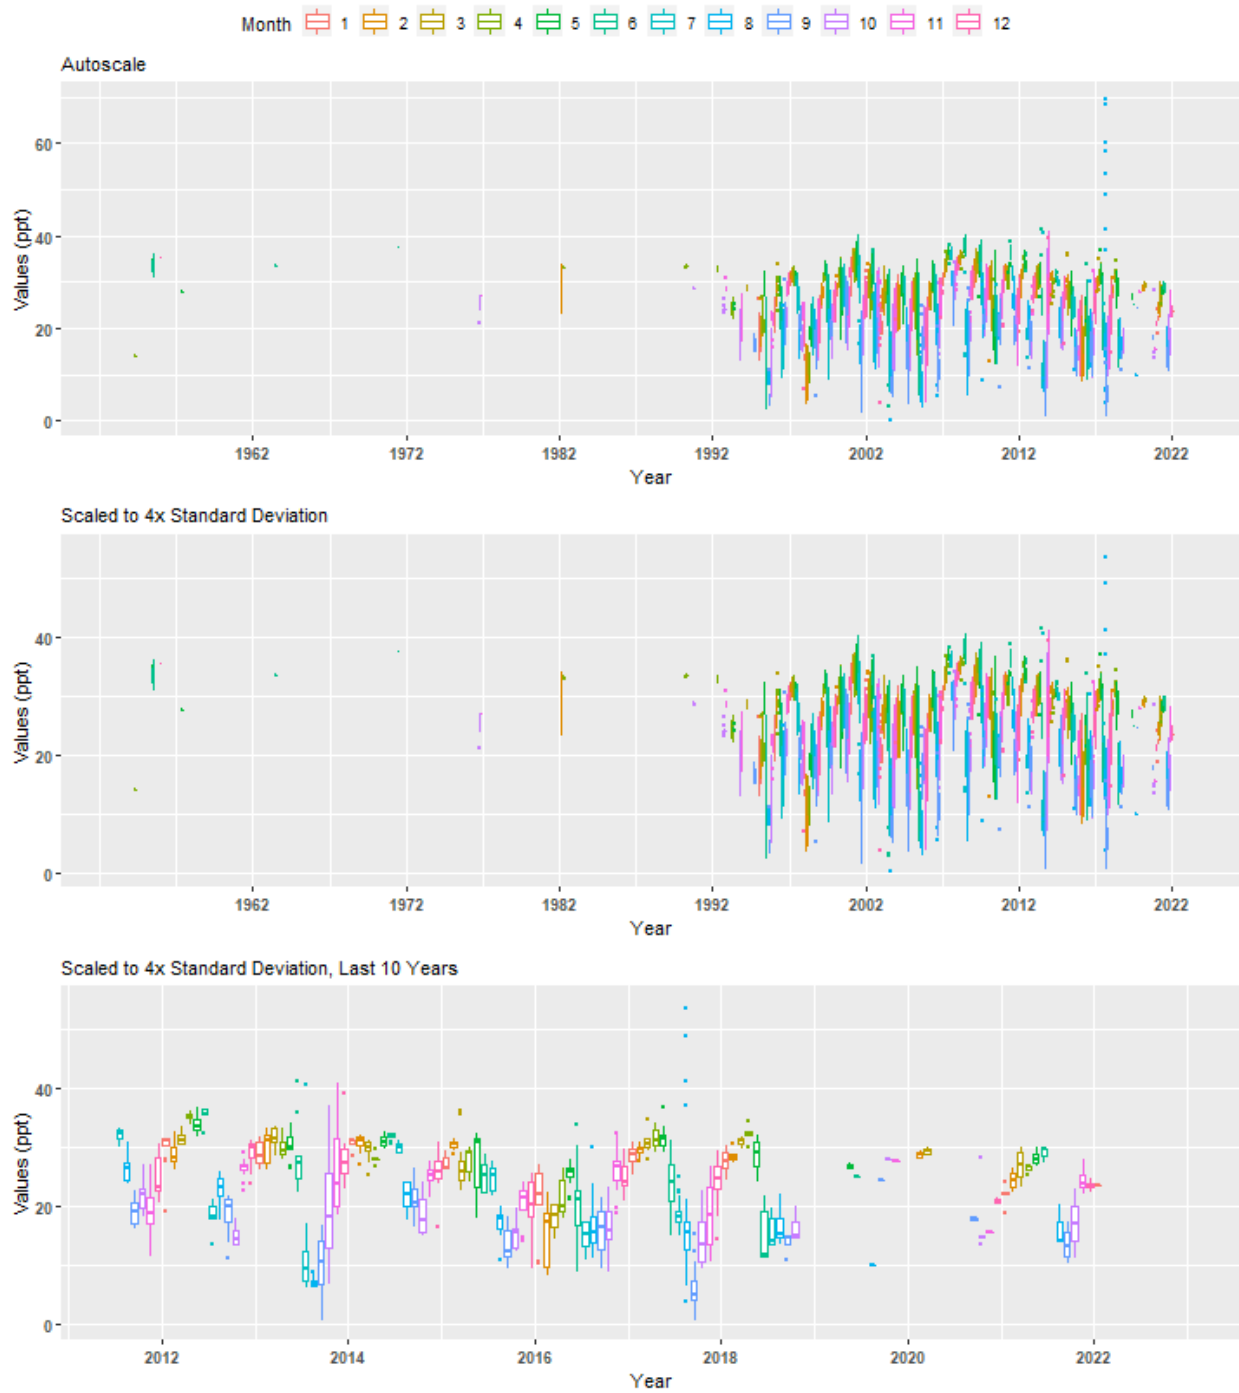 Month 1 2 3 4 5 6 7 8 9 10 11 12
Autoscale
Values (ppt)
60
40
20
0
1962 1972 1982 1992 2002 2012 2022
Year
Scaled to 4x Standard Deviation
Values (ppt)
40
20
0
1962 1972 1982 1992 2002 2012 2022
Year
Scaled to 4x Standard Deviation, Last 10 Years
Values (ppt)
40
20
0
2012 2014 2016 2018 2020 2022
Year